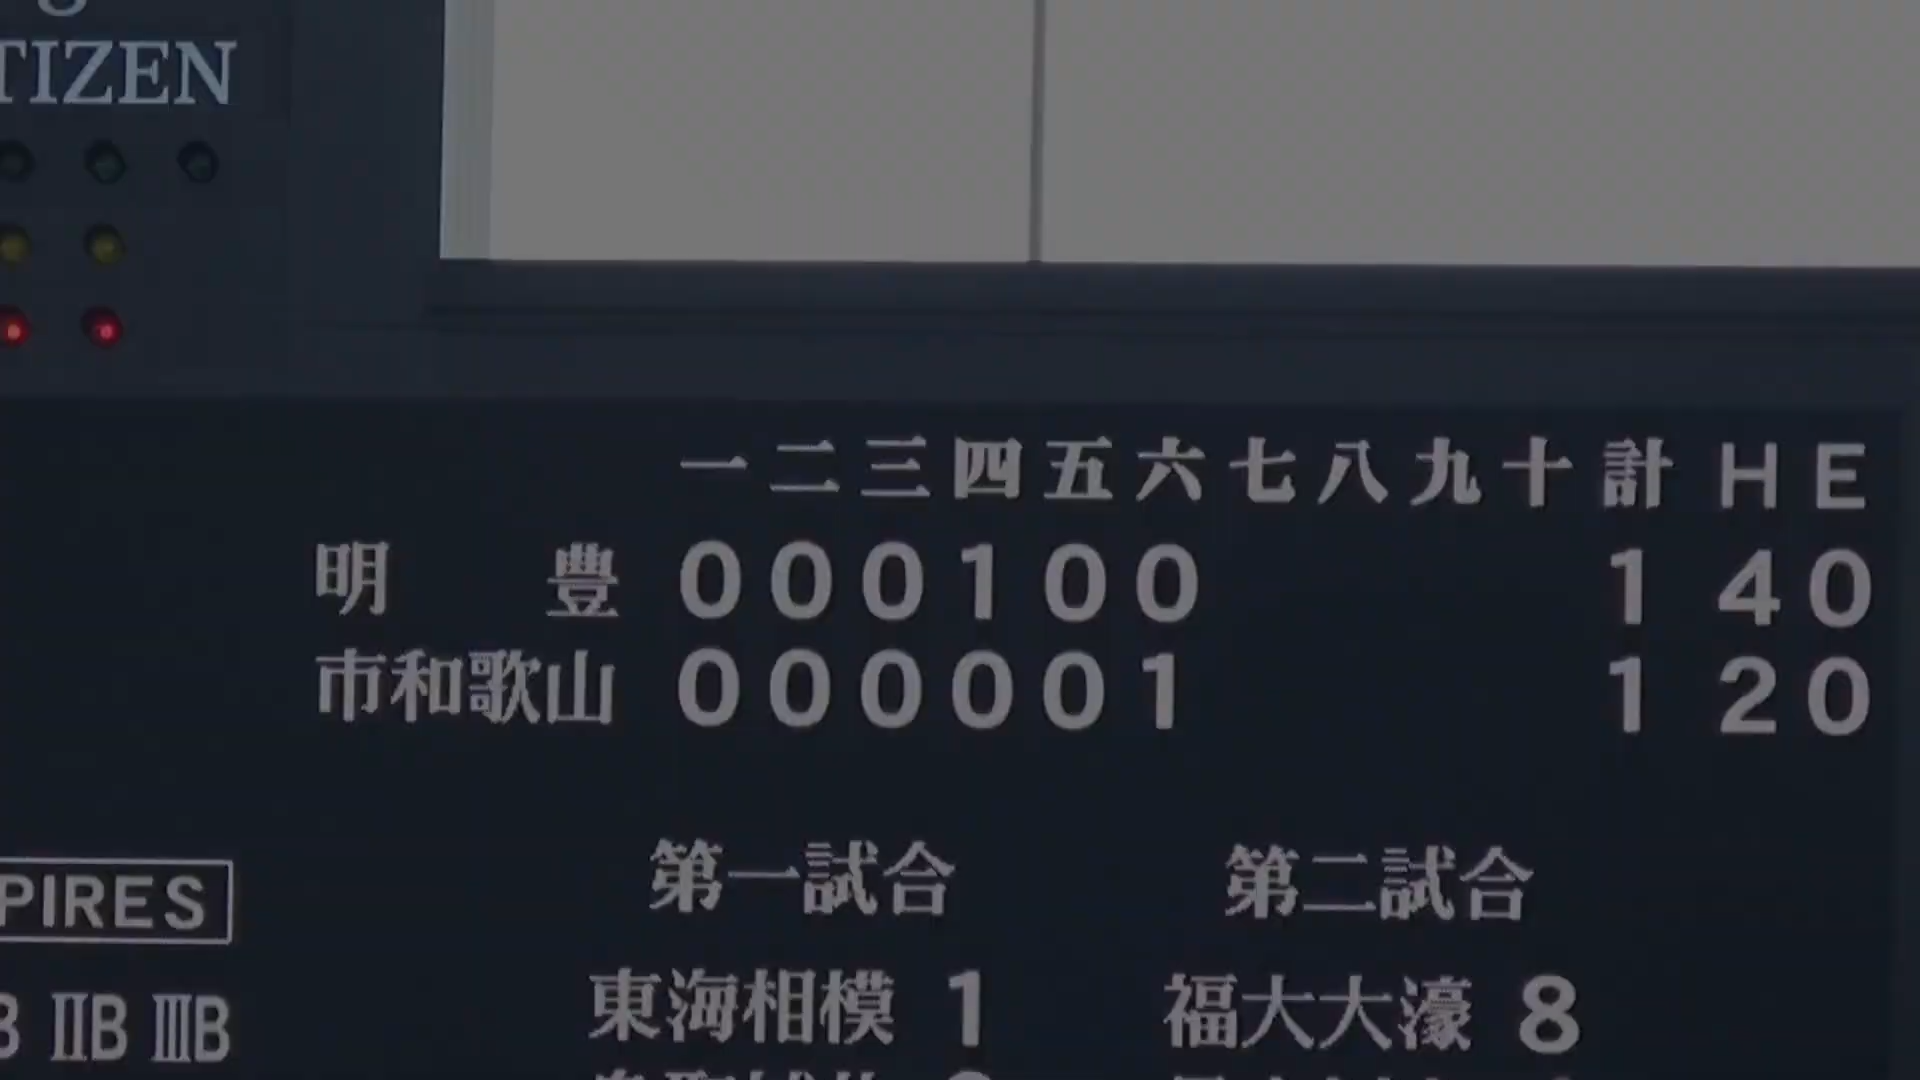 TIZEN
一 二 三 四 五 六 七 八 九 十 計 H E
明 豊 0 0 0 1 0 0 1 4 0
市和歌山 0 0 0 0 0 1 1 2 0
第一試合 第二試合
PIRES
東海相模 1 福大大濠 8
B ⅡB ⅢB